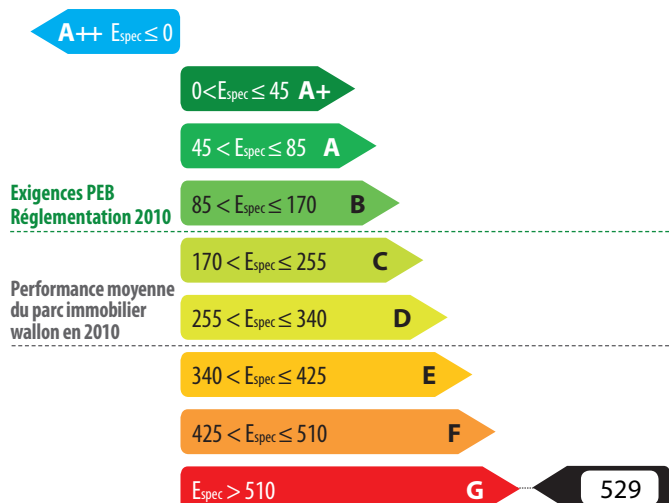 A++ Espec ≤ 0
0<Espec ≤ 45 A+
45 < Espec ≤ 85 A
Exigences PEB
Réglementation 2010
85 < Espec ≤ 170 B
170 < Espec ≤ 255 C
Performance moyenne
du parc immobilier
wallon en 2010
255 < Espec ≤ 340 D
340 < Espec ≤ 425 E
425 < Espec ≤ 510 F
Espec > 510 G 529